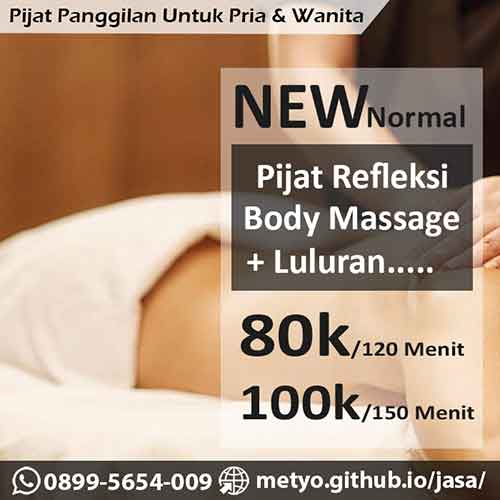 Pijat Panggilan Untuk Pria & Wanita
NEW Normal
Pijat Refleksi
Body Massage
+ Luluran.....
80k/120 Menit
100k/150 Menit
0899-5654-009 metyo.github.io/jasa/